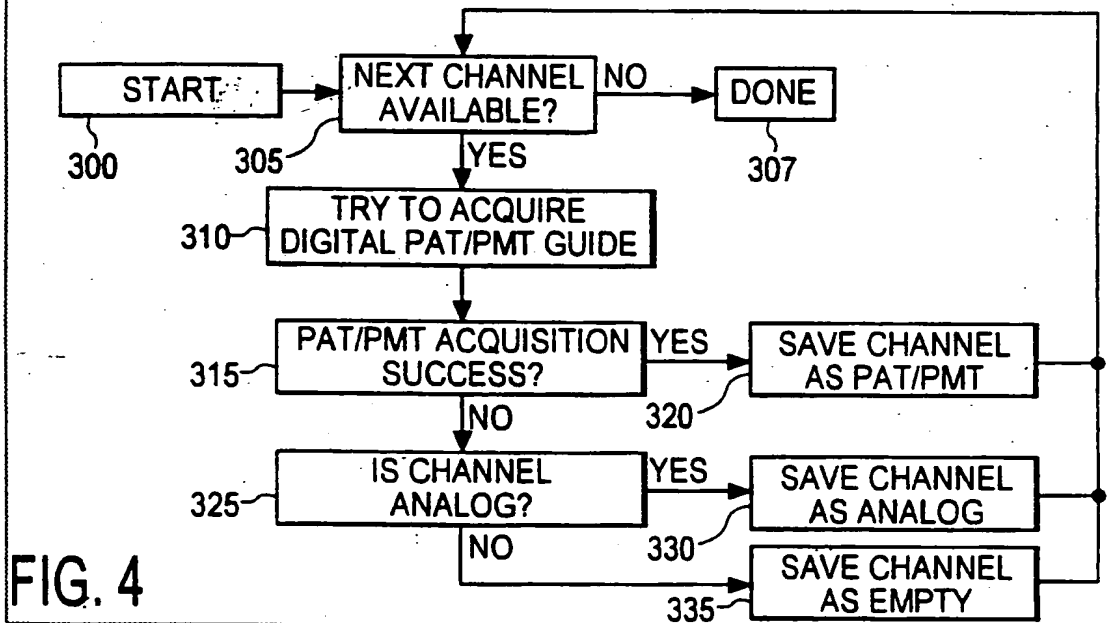 START
300
NEXT CHANNEL
AVAILABLE?
305
NO
DONE
307
YES
TRY TO ACQUIRE
DIGITAL PAT/PMT GUIDE
310
PAT/PMT ACQUISITION
SUCCESS?
315
YES
SAVE CHANNEL
AS PAT/PMT
320
NO
IS CHANNEL
ANALOG?
325
YES
SAVE CHANNEL
AS ANALOG
330
NO
SAVE CHANNEL
AS EMPTY
335
FIG. 4